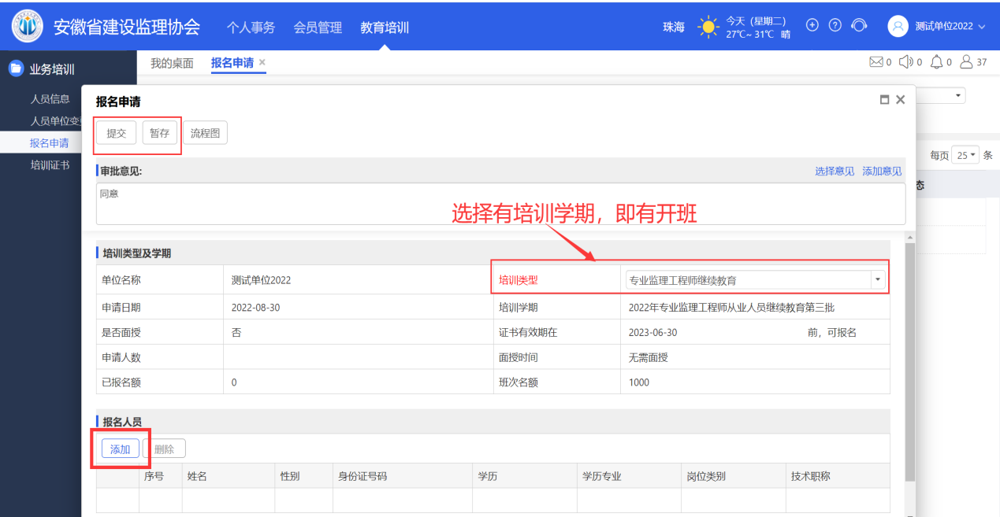 安徽省建设监理协会 个人事务 会员管理 教育培训 珠海 今天（星期二） 测试单位2022
27℃~ 31℃ 晴
业务培训 我的桌面 报名申请 × 0 0 0 37
人员信息
人员单位变
报名申请
培训证书
每页 25 条
态
报名申请
提交 暂存 流程图
审批意见: 选择意见 添加意见
同意
选择有培训学期，即有开班
培训类型及学期
单位名称 测试单位2022 培训类型 专业监理工程师继续教育
申请日期 2022-08-30 培训学期 2022年专业监理工程师从业人员继续教育第三批
是否面授 否 证书有效期在 2023-06-30 前，可报名
申请人数 面授时间 无需面授
已报名额 0 班次名额 1000
报名人员
添加 删除
序号 姓名 性别 身份证号码 学历 学历专业 岗位类别 技术职称